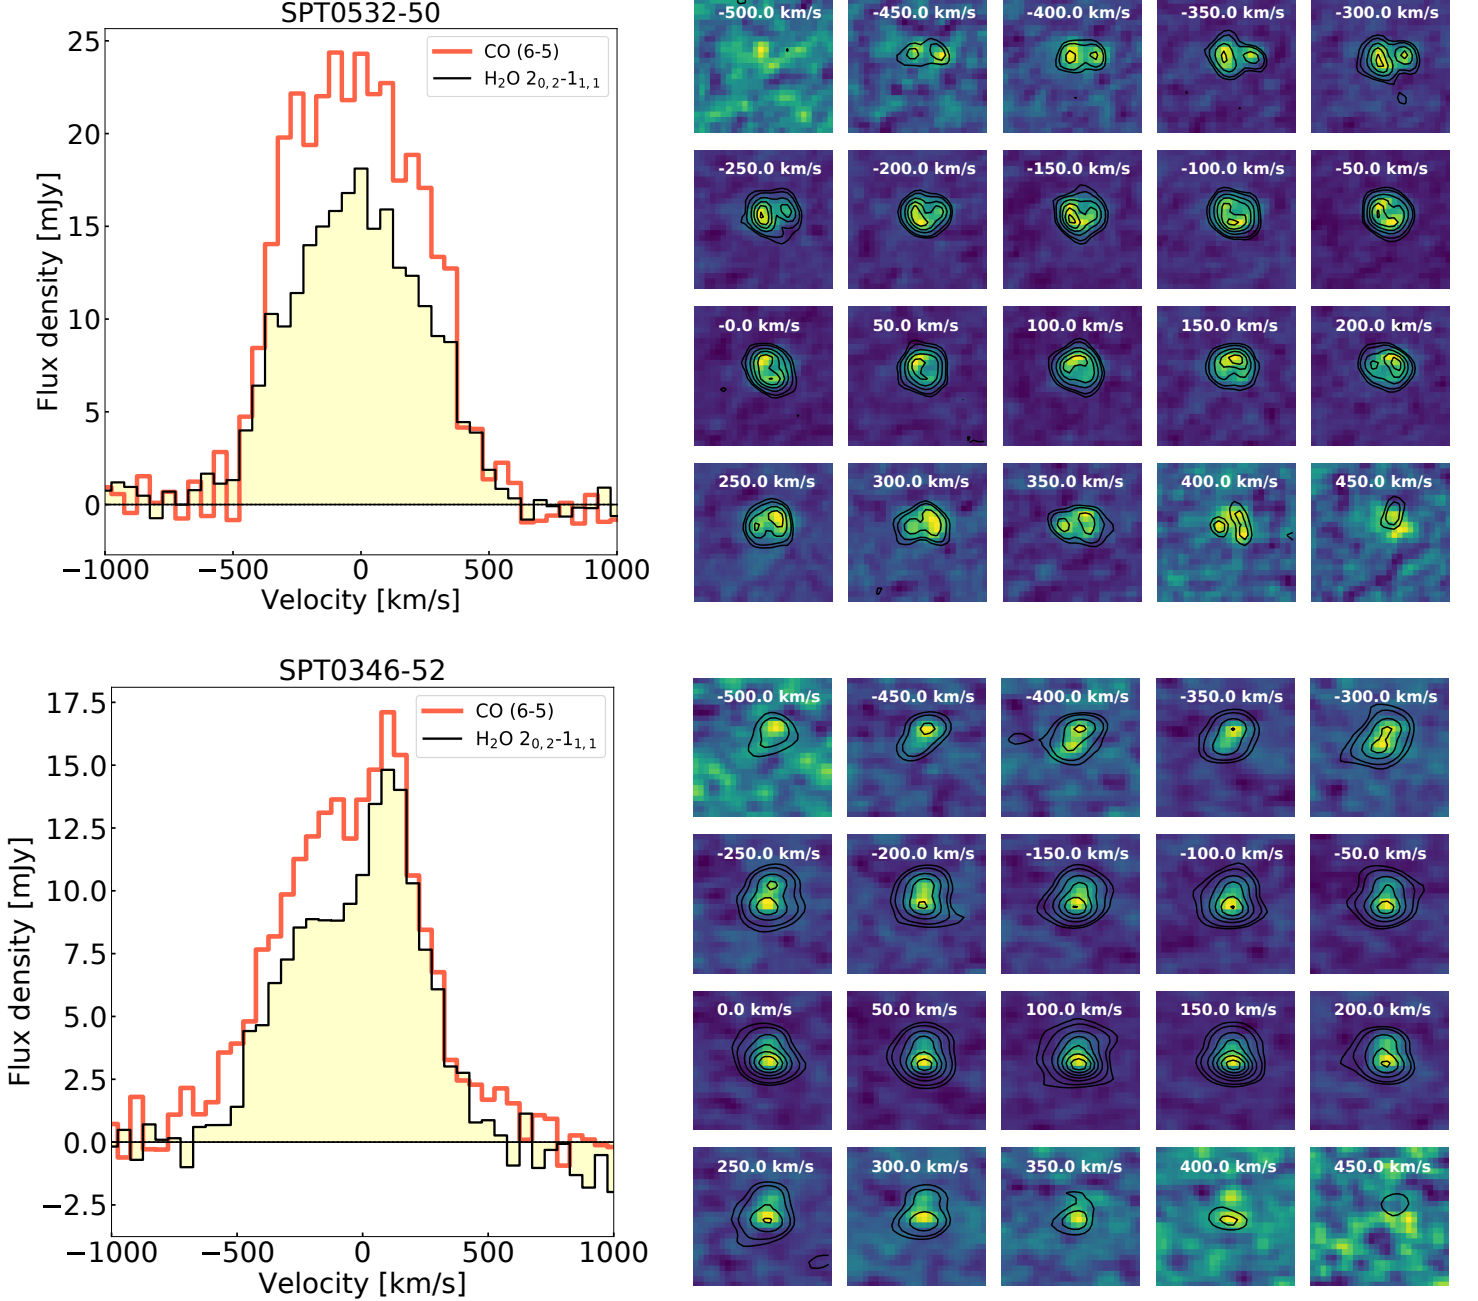 SPT0532-50
CO (6-5)
H₂O 2₀,₂-1₁,₁
25
20
15
10
5
0
Flux density [mJy]
−1000 −500 0 500 1000
Velocity [km/s]
-500.0 km/s -450.0 km/s -400.0 km/s -350.0 km/s -300.0 km/s
-250.0 km/s -200.0 km/s -150.0 km/s -100.0 km/s -50.0 km/s
-0.0 km/s 50.0 km/s 100.0 km/s 150.0 km/s 200.0 km/s
250.0 km/s 300.0 km/s 350.0 km/s 400.0 km/s 450.0 km/s
SPT0346-52
CO (6-5)
H₂O 2₀,₂-1₁,₁
17.5
15.0
12.5
10.0
7.5
5.0
2.5
0.0
−2.5
Flux density [mJy]
−1000 −500 0 500 1000
Velocity [km/s]
-500.0 km/s -450.0 km/s -400.0 km/s -350.0 km/s -300.0 km/s
-250.0 km/s -200.0 km/s -150.0 km/s -100.0 km/s -50.0 km/s
0.0 km/s 50.0 km/s 100.0 km/s 150.0 km/s 200.0 km/s
250.0 km/s 300.0 km/s 350.0 km/s 400.0 km/s 450.0 km/s